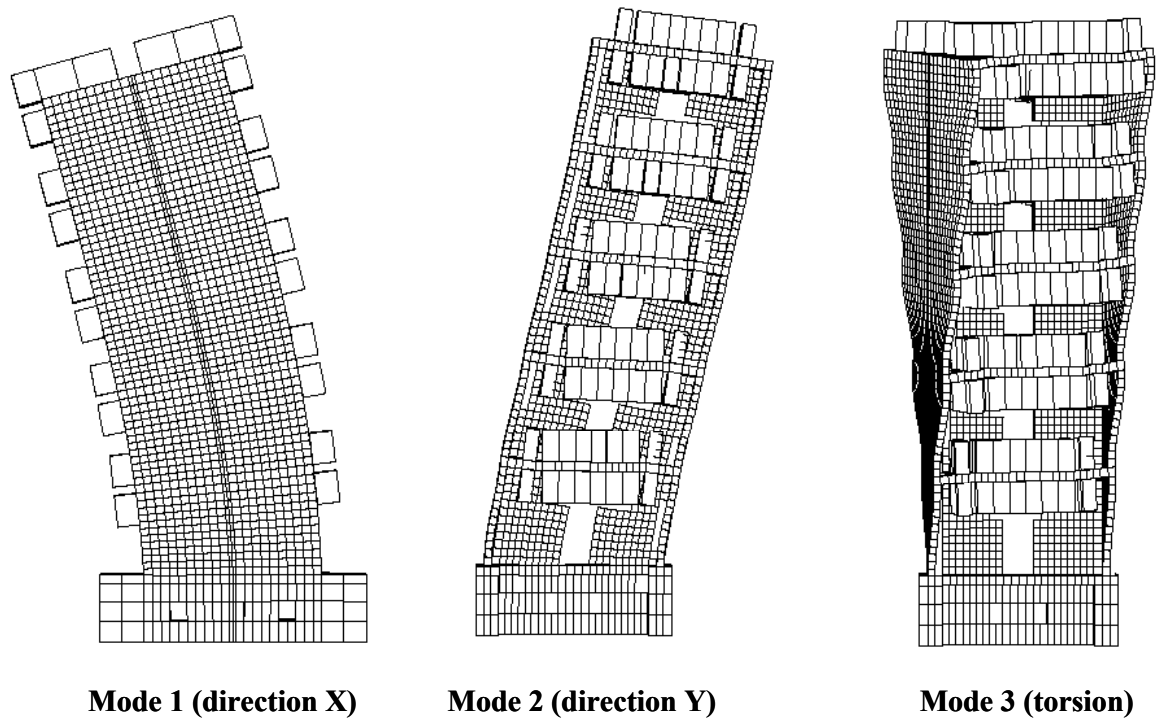 Mode 1 (direction X)
Mode 2 (direction Y)
Mode 3 (torsion)